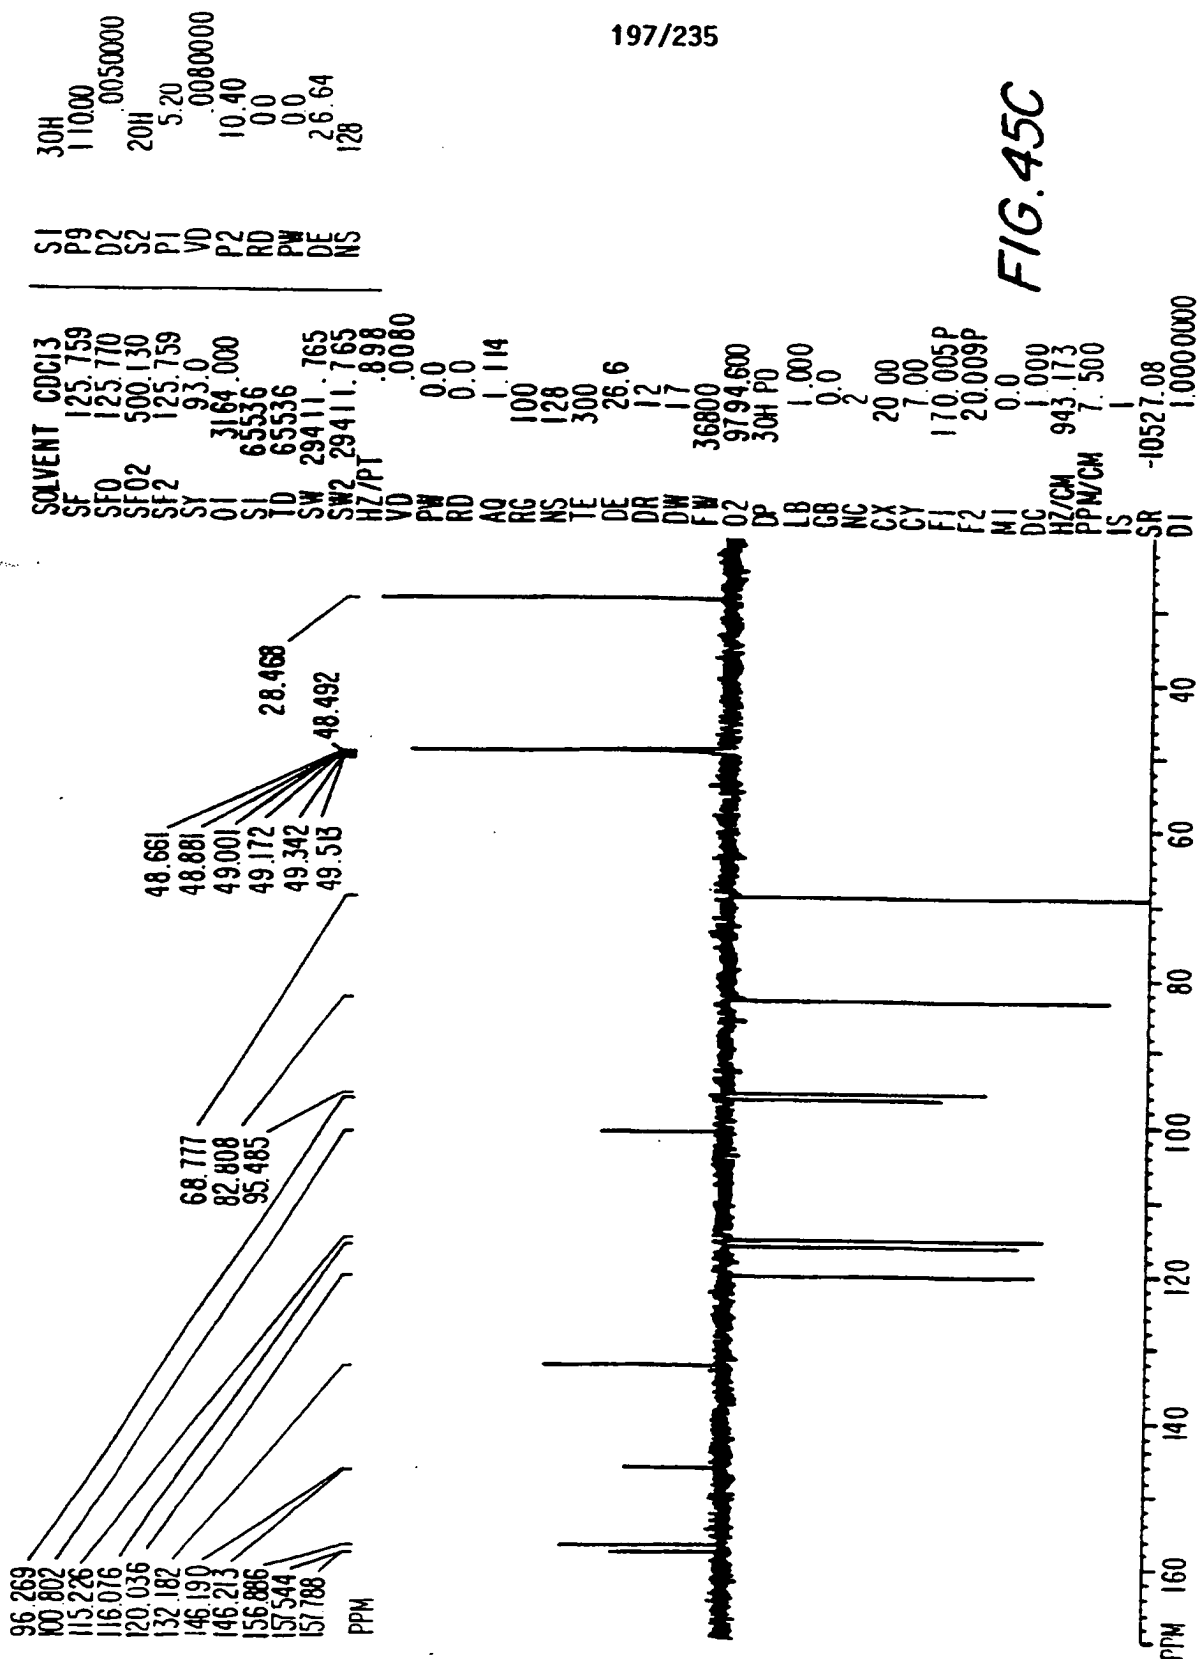 197/235
FIG. 45C
96.269
100.802
115.226
116.076
120.036
132.182
146.190
146.213
156.886
157.544
157.788
PPM
68.777
82.808
95.485
48.661
48.881
49.001
49.172
49.342
49.513
28.468
48.492
PPM 160 140 120 100 80 60 40
SOLVENT CDCl3
SF 125.759
SFO 125.770
SFO2 500.130
SF2 125.759
SY 93.0
O1 3164.000
SI 65536
TD 65536
SW 29411.765
SW2 29411.765
HZ/PT .898
VD .0080
PW 0.0
RD 0.0
AQ 1.114
RG 100
NS 128
TE 300
DE 26.6
DR 12
DW 17
FW 36800
O2 9794.600
DP 30H PO
LB 1.000
GB 0.0
NC 2
CX 20.00
CY 7.00
F1 170.005P
F2 20.009P
MI 0.0
DC 1.000
HZ/CM 943.173
PPM/CM 7.500
IS 1
SR -10527.08
D1 1.0000000
S1 30H
P9 110.00
D2 .0050000
S2 20H
P1 5.20
VD .0080000
P2 10.40
RD 0.0
PW 0.0
DE 26.64
NS 128